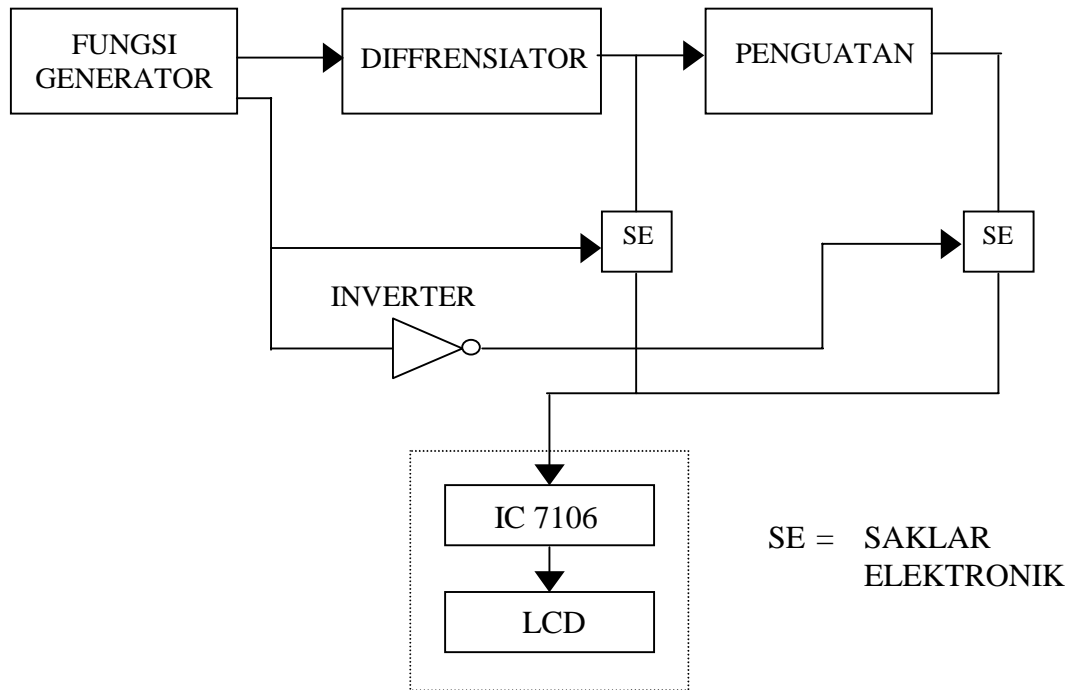 FUNGSI
GENERATOR
DIFFRENSIATOR
PENGUATAN
SE
SE
INVERTER
IC 7106
LCD
SE = SAKLAR
ELEKTRONIK